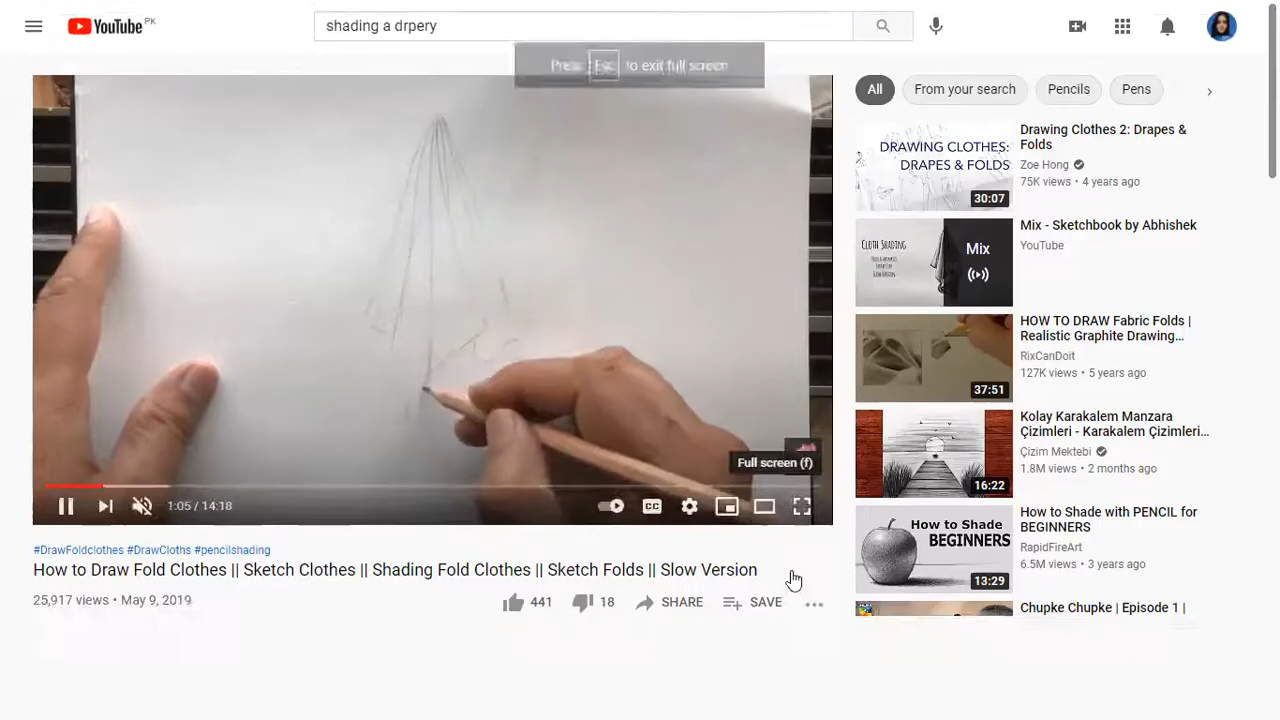 YouTube PK
shading a drpery
Press Esc to exit full screen
Full screen (f)
1:05 / 14:18
CC
#DrawFoldclothes #DrawCloths #pencilshading
How to Draw Fold Clothes || Sketch Clothes || Shading Fold Clothes || Sketch Folds || Slow Version
25,917 views • May 9, 2019
441
18
SHARE
SAVE
All
From your search
Pencils
Pens
DRAWING CLOTHES:
DRAPES & FOLDS
30:07
Drawing Clothes 2: Drapes &
Folds
Zoe Hong
75K views • 4 years ago
CLOTH SHADING
Mix
Mix - Sketchbook by Abhishek
YouTube
37:51
HOW TO DRAW Fabric Folds |
Realistic Graphite Drawing...
RixCanDoit
127K views • 5 years ago
16:22
Kolay Karakalem Manzara
Çizimleri - Karakalem Çizimleri...
Çizim Mektebi
1.8M views • 2 months ago
How to Shade
BEGINNERS
13:29
How to Shade with PENCIL for
BEGINNERS
RapidFireArt
6.5M views • 3 years ago
Chupke Chupke | Episode 1 |